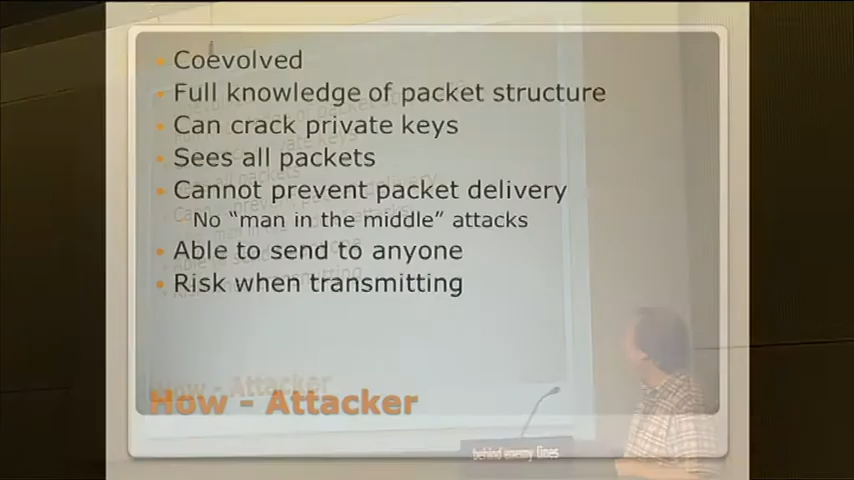 Coevolved
Full knowledge of packet structure
Can crack private keys
Sees all packets
Cannot prevent packet delivery
No “man in the middle” attacks
Able to send to anyone
Risk when transmitting
How - Attacker
behind enemy lines